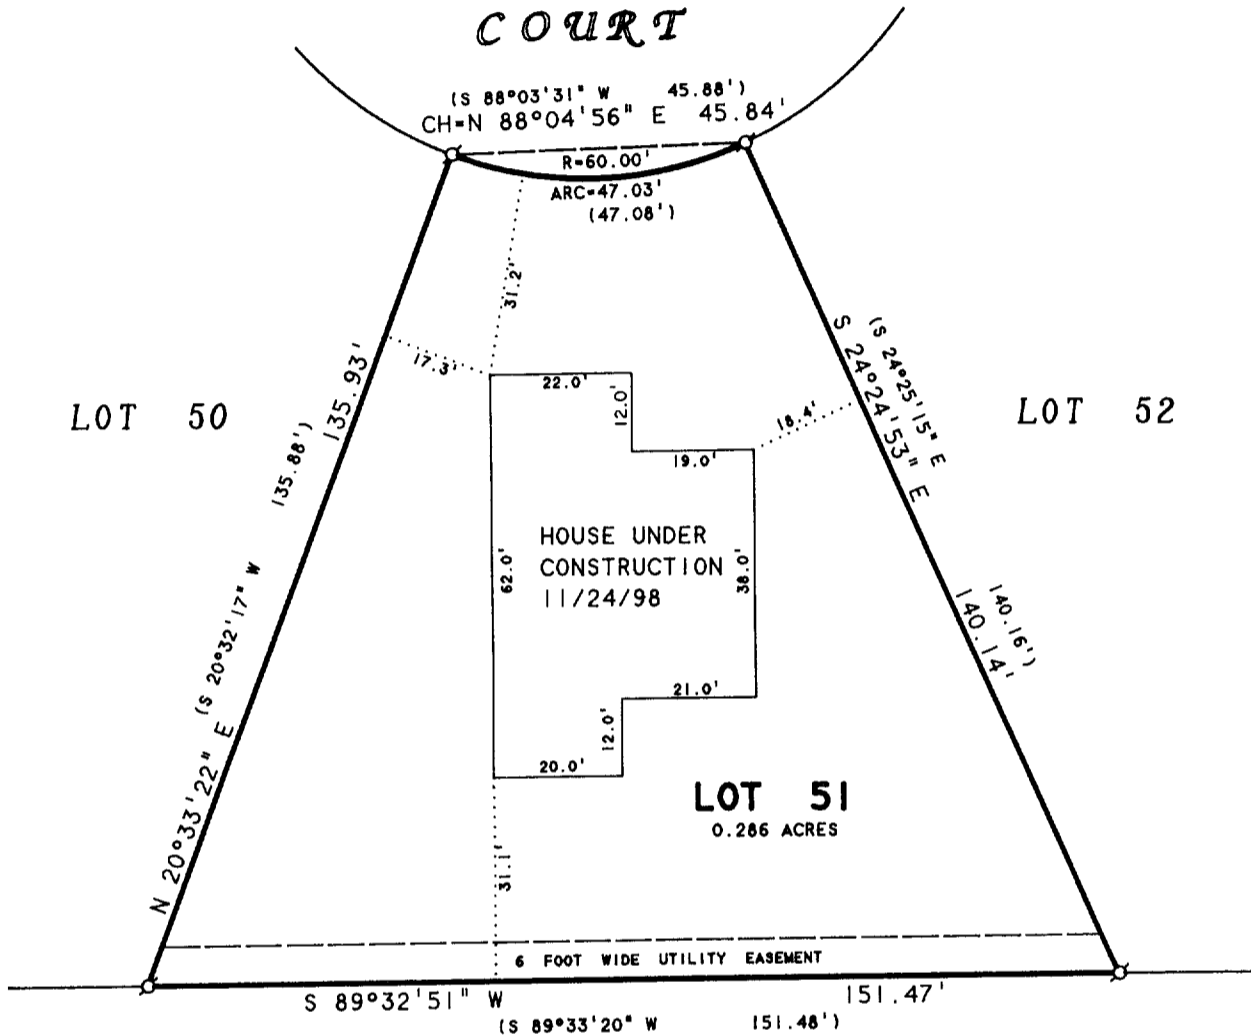 COURT
(S 88°03'31" W 45.88')
CH=N 88°04'56" E 45.84'
R=60.00'
ARC=47.03'
(47.08')
31.2'
17.3'
22.0'
12.0'
19.0'
18.4'
LOT 50
LOT 52
N 20°33'22" E 135.93'
(S 20°32'17" W 135.88')
(S 24°25'15" E 140.16')
S 24°24'53" E 140.14'
62.0'
HOUSE UNDER
CONSTRUCTION
11/24/98
38.0'
21.0'
12.0'
20.0'
LOT 51
0.286 ACRES
31.1'
6 FOOT WIDE UTILITY EASEMENT
S 89°32'51" W 151.47'
(S 89°33'20" W 151.48')